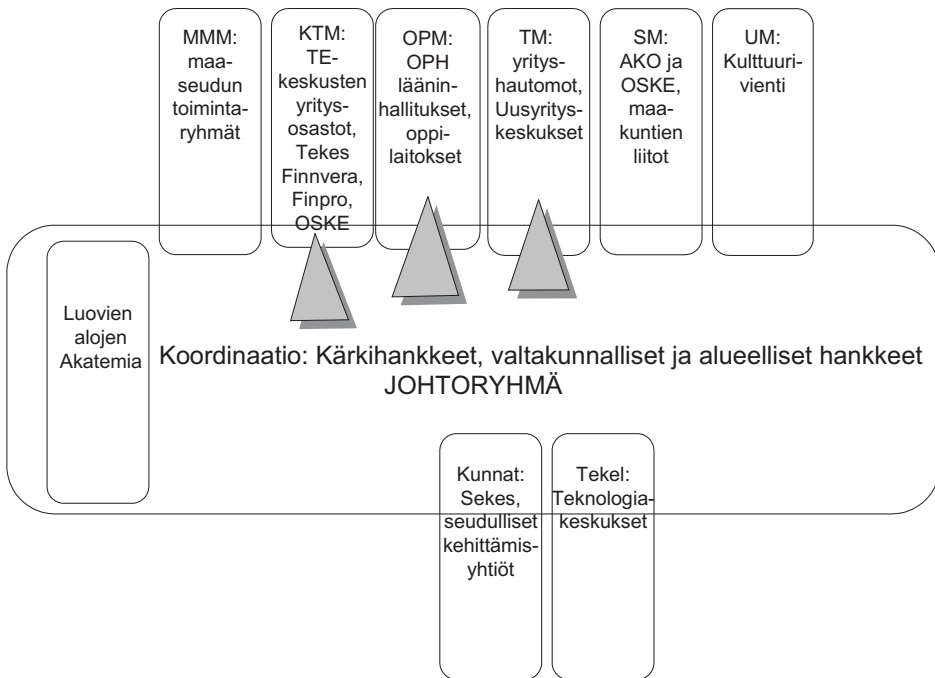 MMM:
maa-
seudun
toiminta-
ryhmät
KTM:
TE-
keskusten
yritys-
osastot,
Tekes
Finnvera,
Finpro,
OSKE
OPM:
OPH
läänin-
hallitukset,
oppi-
laitokset
TM:
yritys-
hautomot,
Uusyritys-
keskukset
SM:
AKO ja
OSKE,
maa-
kuntien
liitot
UM:
Kulttuuri-
vienti
Luovien
alojen
Akatemia
Koordinaatio: Kärkihankkeet, valtakunnalliset ja alueelliset hankkeet
JOHTORYHMÄ
Kunnat:
Sekes,
seudulliset
kehittämis-
yhtiöt
Tekel:
Teknologia-
keskukset